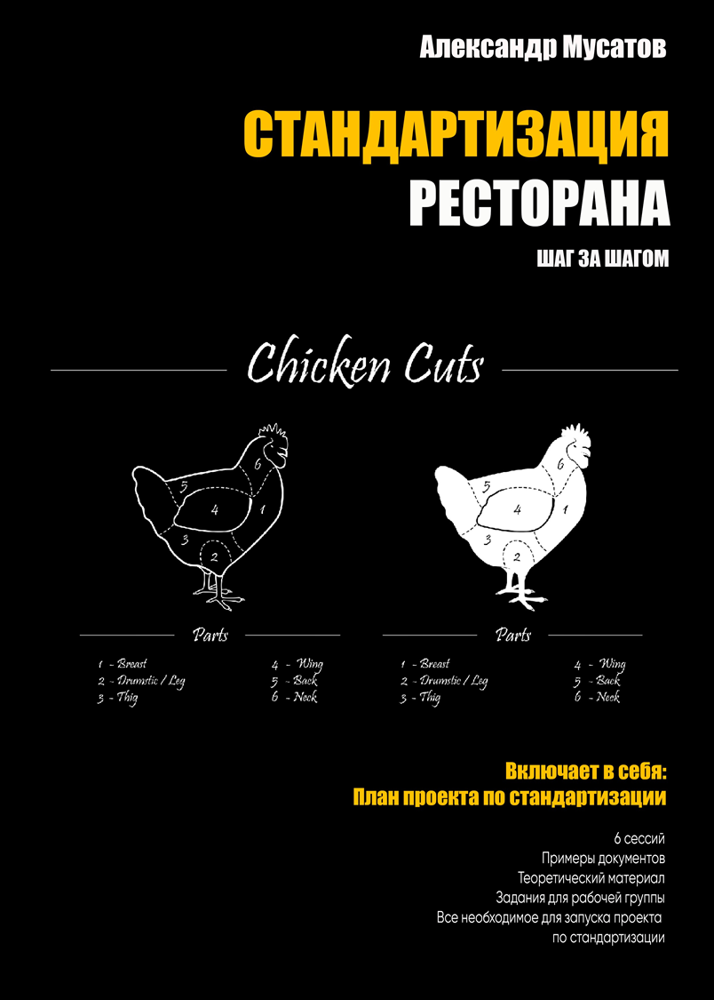 Александр Мусатов
СТАНДАРТИЗАЦИЯ
РЕСТОРАНА
ШАГ ЗА ШАГОМ
Chicken Cuts
6
5
4
1
3
2
6
5
4
1
3
2
Parts
1 - Breast
2 - Drumstic / Leg
3 - Thig
4 - Wing
5 - Back
6 - Neck
Parts
1 - Breast
2 - Drumstic / Leg
3 - Thig
4 - Wing
5 - Back
6 - Neck
Включает в себя:
План проекта по стандартизации
6 сессий
Примеры документов
Теоретический материал
Задания для рабочей группы
Все необходимое для запуска проекта
по стандартизации